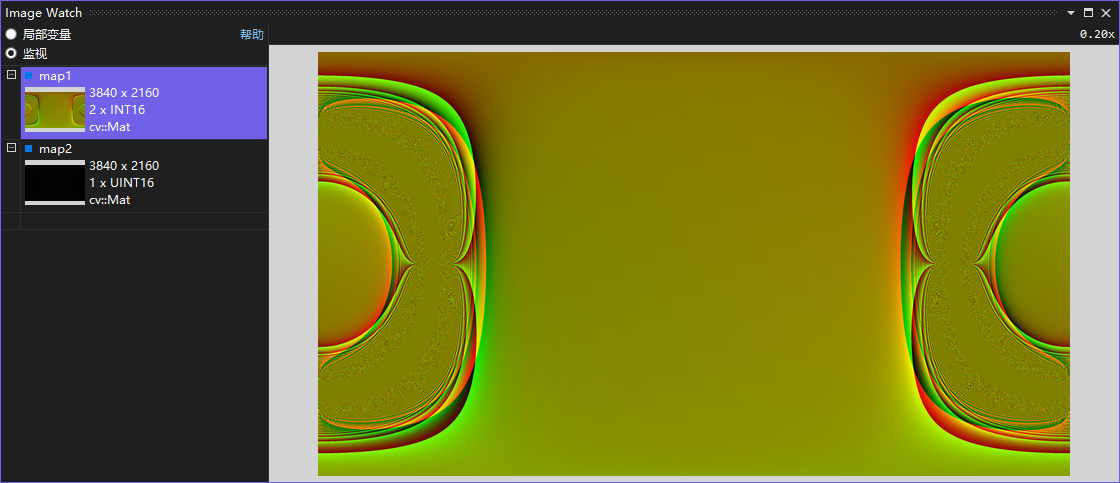 Image Watch
局部变量
帮助
0.20x
监视
map1
3840 x 2160
2 x INT16
cv::Mat
map2
3840 x 2160
1 x UINT16
cv::Mat